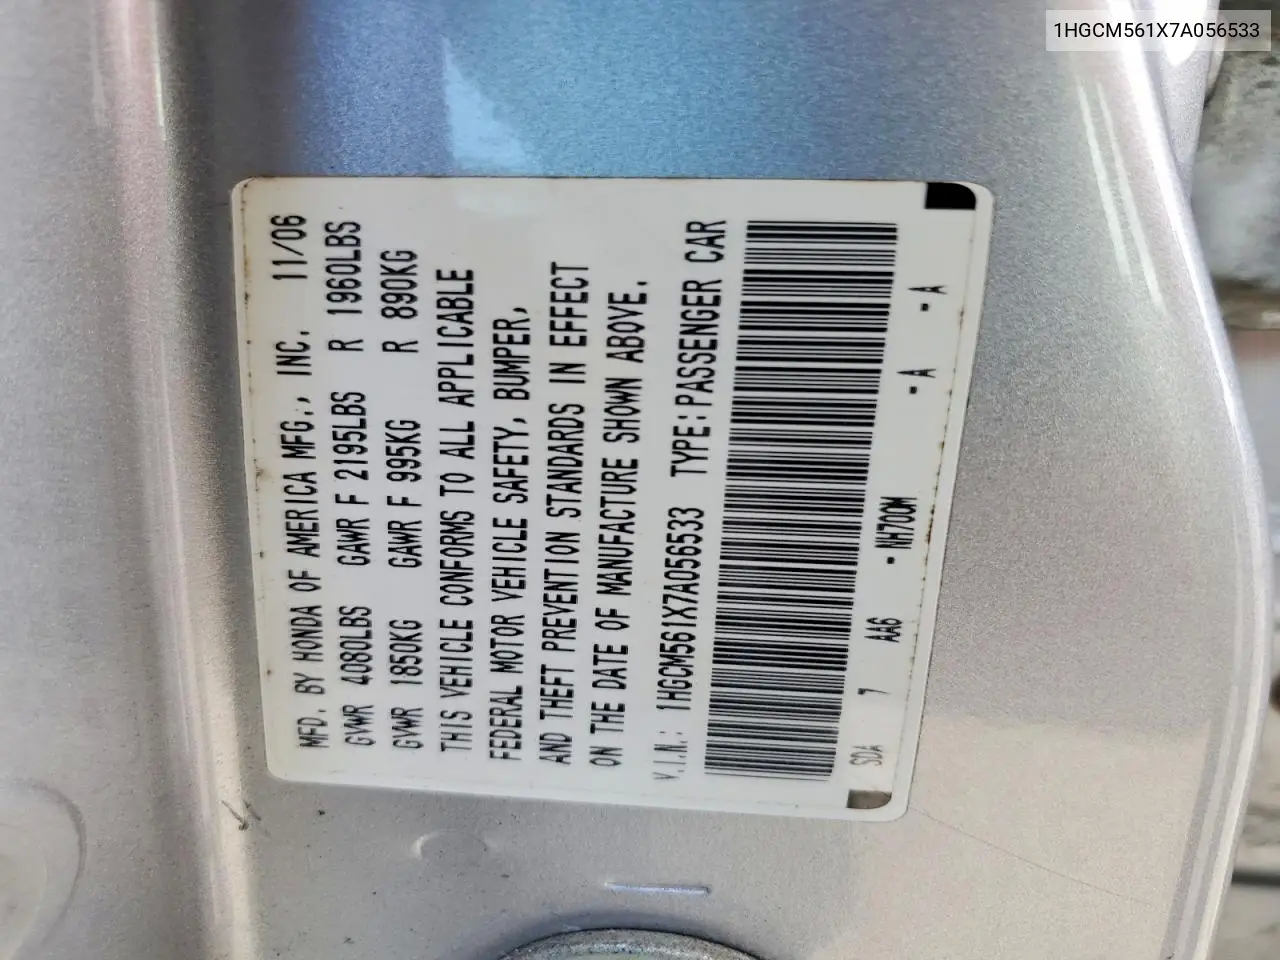 1HGCM561X7A056533
MFD. BY HONDA OF AMERICA MFG., INC. 11/06
GVWR 4080LBS GAWR F 2195LBS R 1960LBS
GVWR 1850KG GAWR F 995KG R 890KG
THIS VEHICLE CONFORMS TO ALL APPLICABLE
FEDERAL MOTOR VEHICLE SAFETY, BUMPER,
AND THEFT PREVENTION STANDARDS IN EFFECT
ON THE DATE OF MANUFACTURE SHOWN ABOVE.
V.I.N.: 1HGCM561X7A056533 TYPE:PASSENGER CAR
SDA 7 AA6 - NH700M - A - A